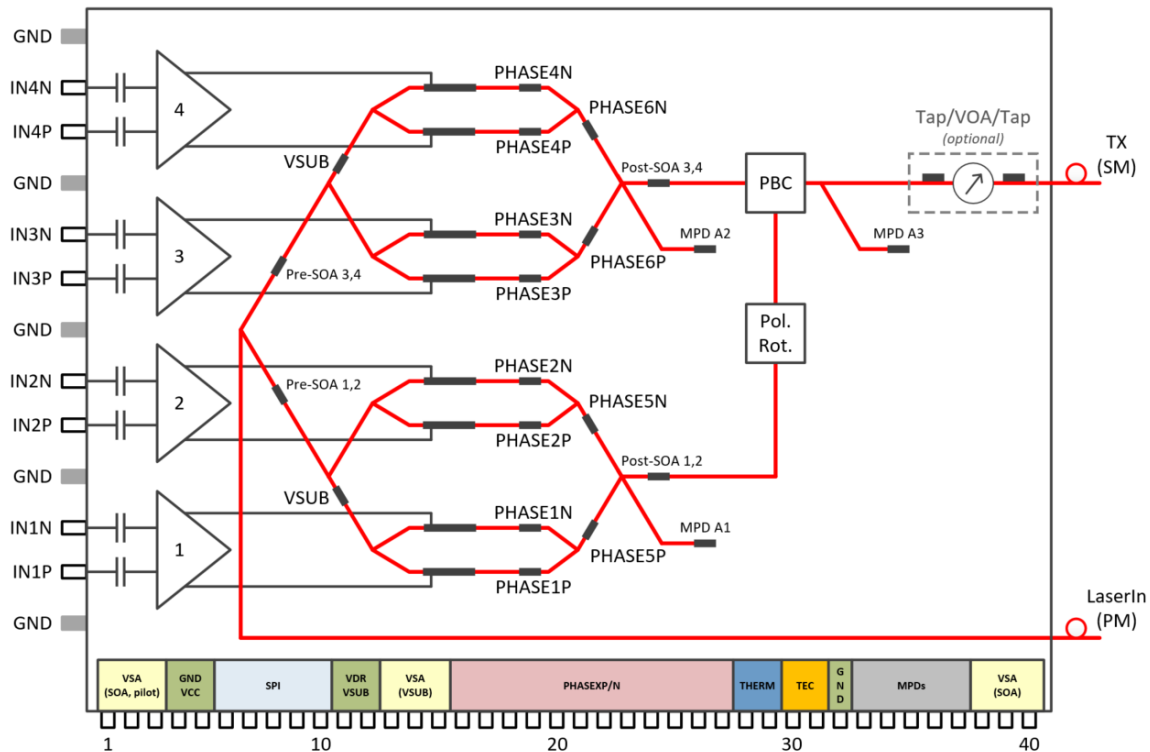 GND
IN4N
IN4P
GND
IN3N
IN3P
GND
IN2N
IN2P
GND
IN1N
IN1P
GND
4
3
2
1
VSUB
Pre-SOA 3,4
Pre-SOA 1,2
VSUB
PHASE4N
PHASE4P
PHASE6N
PHASE3N
PHASE3P
PHASE6P
PHASE2N
PHASE2P
PHASE5N
PHASE1N
PHASE1P
PHASE5P
Post-SOA 3,4
MPD A2
Post-SOA 1,2
MPD A1
PBC
Pol.
Rot.
MPD A3
Tap/VOA/Tap
(optional)
TX
(SM)
LaserIn
(PM)
VSA
(SOA, pilot)
GND
VCC
SPI
VDR
VSUB
VSA
(VSUB)
PHASEXP/N
THERM
TEC
G
N
D
MPDs
VSA
(SOA)
1
10
20
30
40